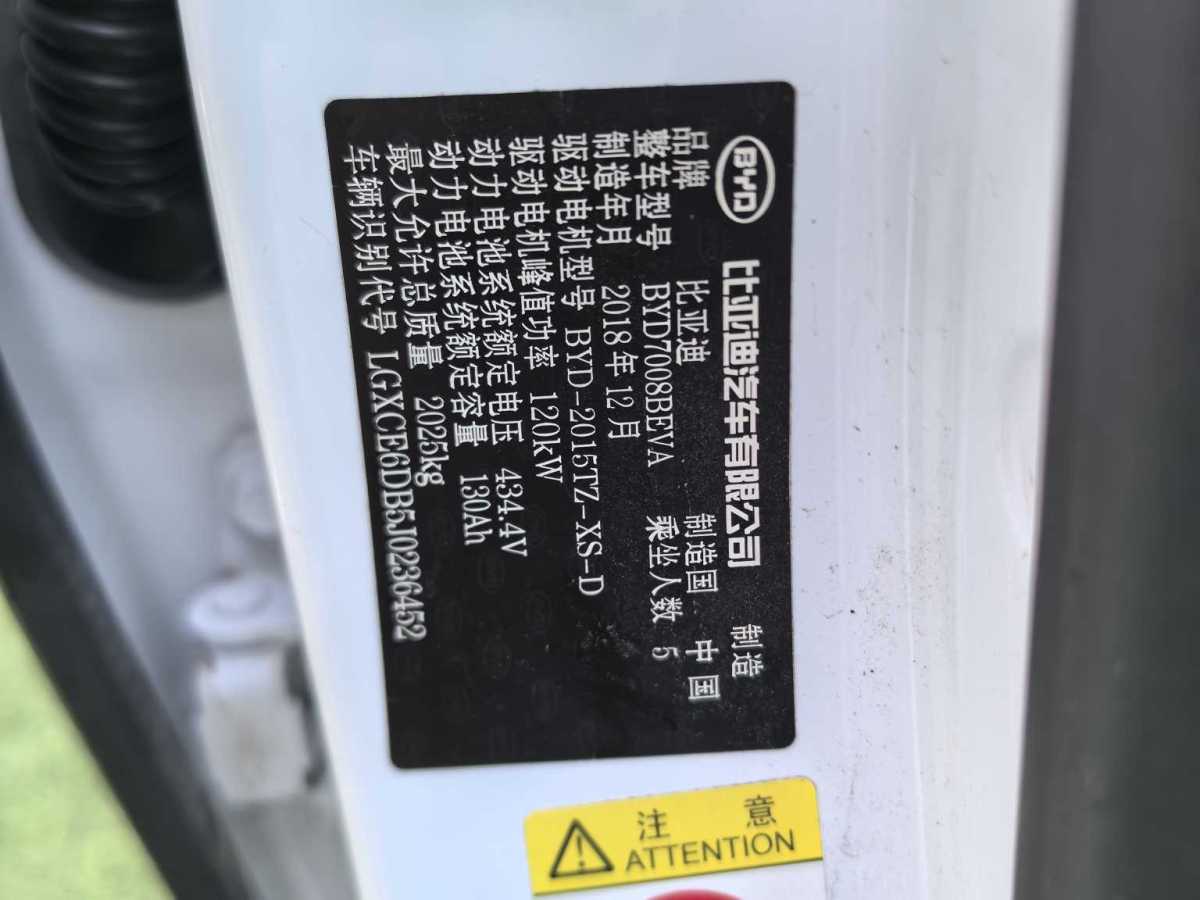 BYD 比亚迪汽车有限公司 制造
品牌 比亚迪 制造国 中国
整车型号 BYD7008BEVA 乘坐人数 5
制造年月 2018年12月
驱动电机型号 BYD-2015TZ-XS-D
驱动电机峰值功率 120kW
动力电池系统额定电压 434.4V
动力电池系统额定容量 130Ah
最大允许总质量 2025kg
车辆识别代号 LGXCE6DB5J0236452
注意
ATTENTION